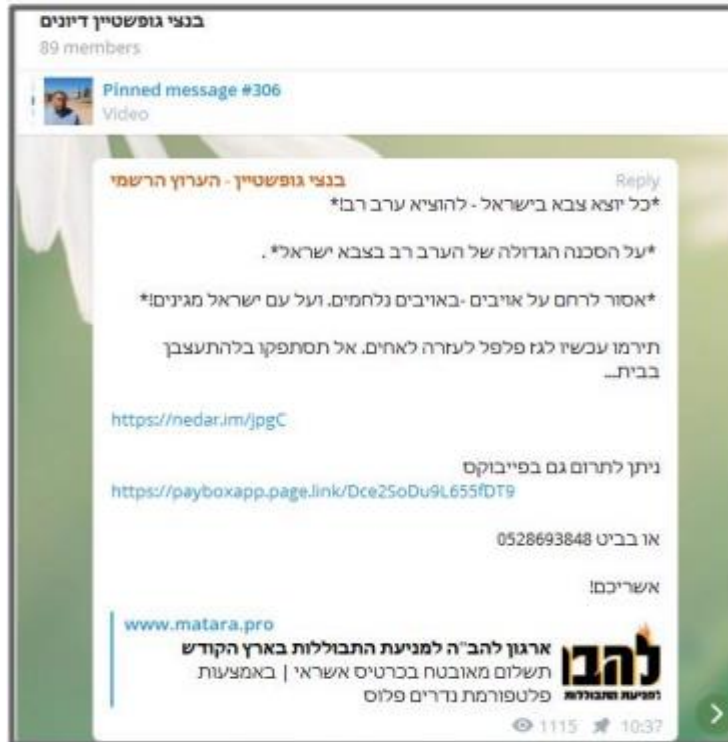 בנצי גופשטיין דיונים
89 members
Pinned message #306
Video
בנצי גופשטיין - הערוץ הרשמי
Reply
*כל יוצא צבא בישראל - להוציא ערב רב!*
*על הסכנה הגדולה של הערב רב בצבא ישראל* .
*אסור לרחם על אויבים -באויבים נלחמים. ועל עם ישראל מגינים!*
תירמו עכשיו לגז פלפל לעזרה לאחים. אל תסתפקו בלהתעצבן
בבית...
https://nedar.im/jpgC
ניתן לתרום גם בפייבוקס
https://payboxapp.page.link/Dce2SoDu9L655fDT9
או בביט 0528693848
אשריכם!
www.matara.pro
ארגון להב"ה למניעת התבוללות בארץ הקודש
תשלום מאובטח בכרטיס אשראי | באמצעות
פלטפורמת נדרים פלוס
להבה
למניעת התבוללות
1115 10:37